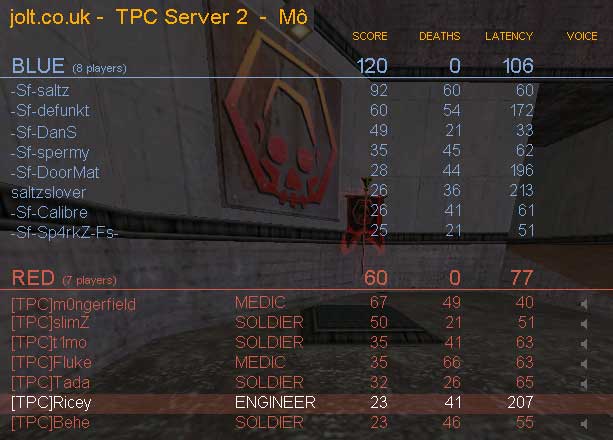 jolt.co.uk - TPC Server 2 - Mô
SCORE DEATHS LATENCY VOICE
BLUE (8 players) 120 0 106
-Sf-saltz 92 60 60
-Sf-defunkt 60 54 172
-Sf-DanS 49 21 33
-Sf-spermy 35 45 62
-Sf-DoorMat 28 44 196
saltzslover 26 36 213
-Sf-Calibre 26 41 61
-Sf-Sp4rkZ-Fs- 25 21 51
RED (7 players) 60 0 77
[TPC]m0ngerfield MEDIC 67 49 40
[TPC]slimZ SOLDIER 50 21 51
[TPC]t1mo SOLDIER 35 41 63
[TPC]Fluke MEDIC 35 66 63
[TPC]Tada SOLDIER 32 26 65
[TPC]Ricey ENGINEER 23 41 207
[TPC]Behe SOLDIER 23 46 55